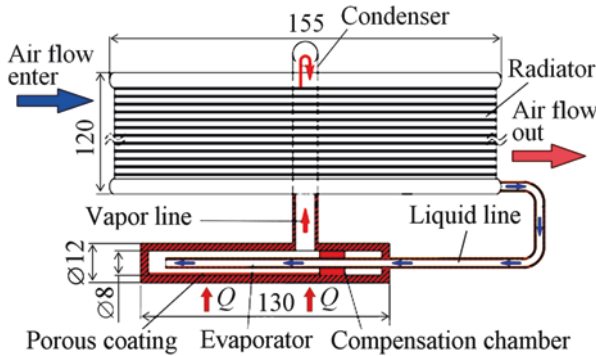 155
Condenser
Air flow
enter
Radiator
Air flow
out
120
Vapor line
Liquid line
Ø12
Ø8
Q
Q
130
Porous coating
Evaporator
Compensation chamber